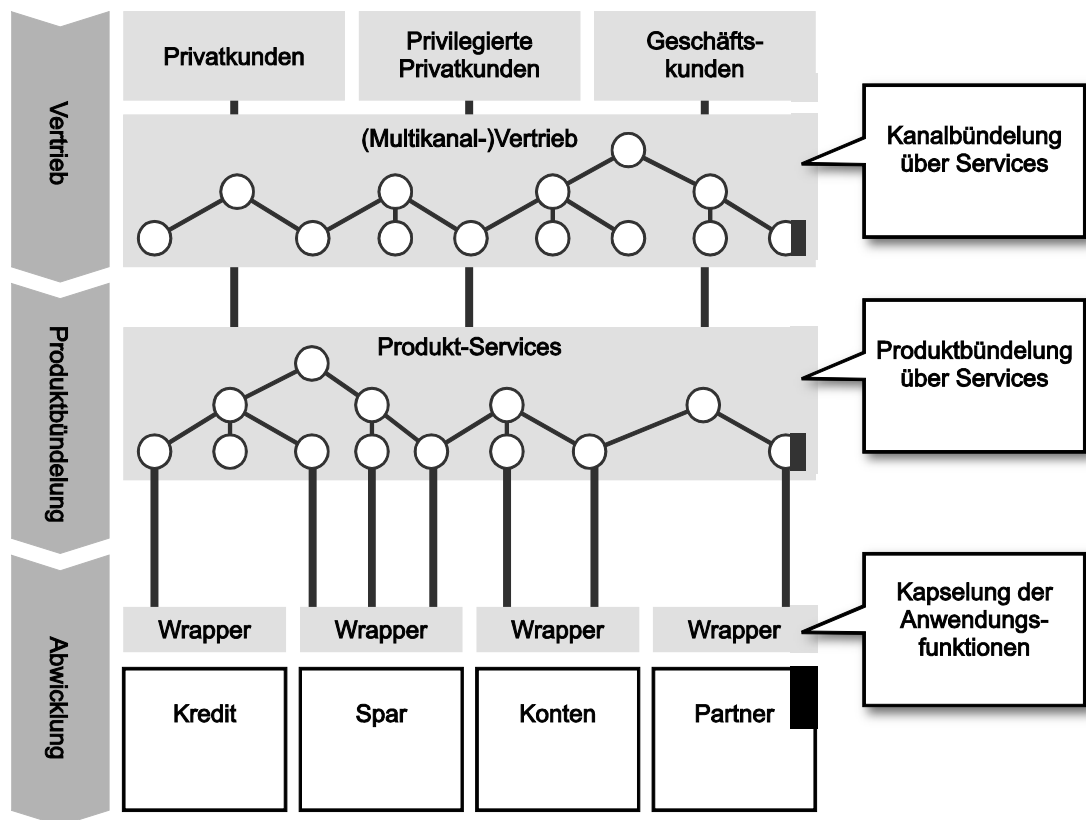 Vertrieb
Privatkunden
Privilegierte
Privatkunden
Geschäfts-
kunden
(Multikanal-)Vertrieb
Kanalbündelung
über Services
Produktbündelung
Produkt-Services
Produktbündelung
über Services
Abwicklung
Wrapper
Wrapper
Wrapper
Wrapper
Kapselung der
Anwendungs-
funktionen
Kredit
Spar
Konten
Partner